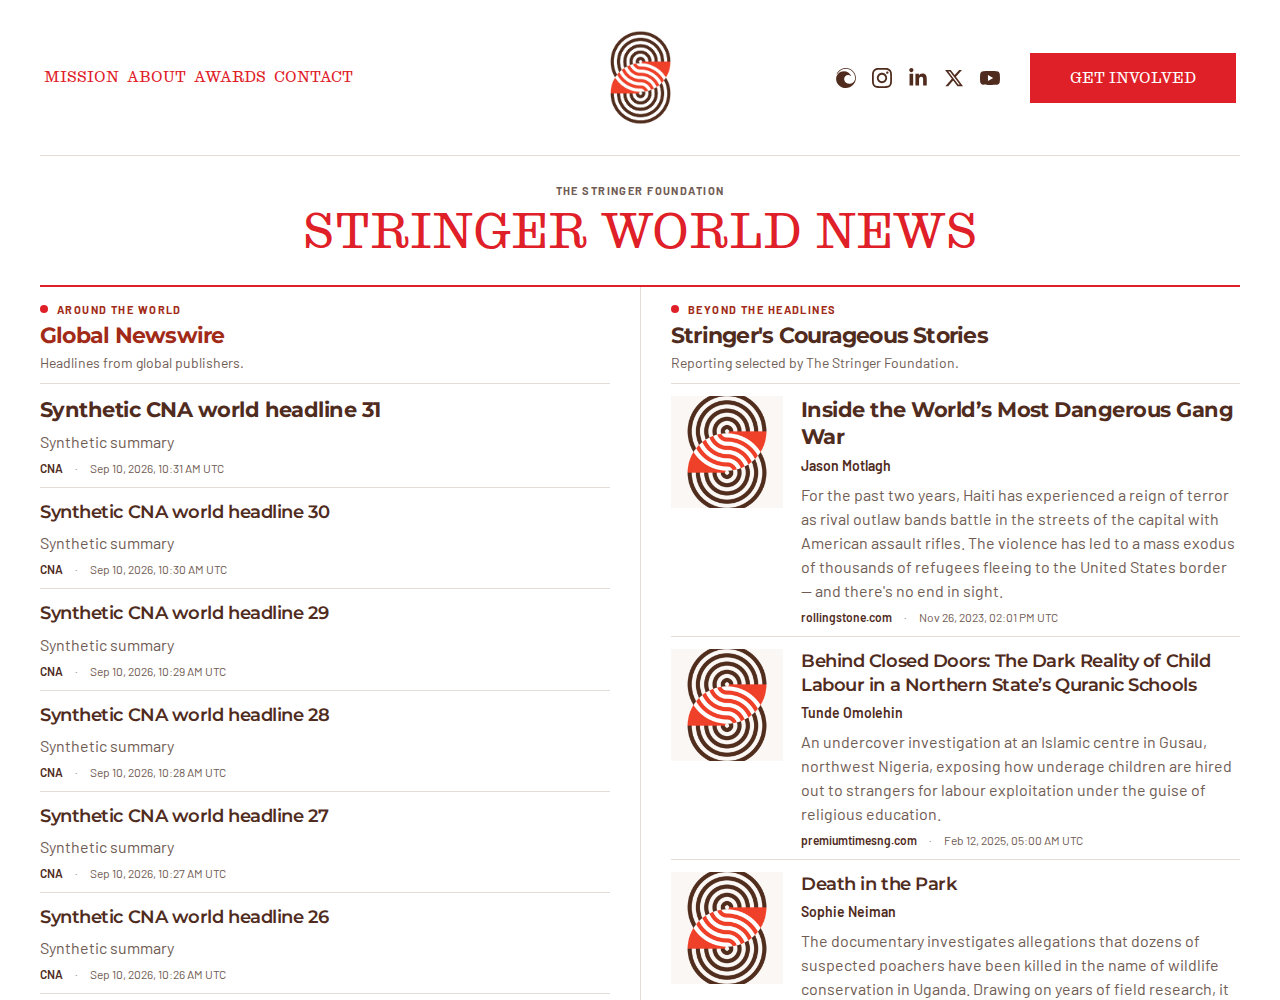 MISSION ABOUT AWARDS CONTACT
GET INVOLVED
THE STRINGER FOUNDATION
STRINGER WORLD NEWS
AROUND THE WORLD
Global Newswire
Headlines from global publishers.
Synthetic CNA world headline 31
Synthetic summary
CNA · Sep 10, 2026, 10:31 AM UTC
Synthetic CNA world headline 30
Synthetic summary
CNA · Sep 10, 2026, 10:30 AM UTC
Synthetic CNA world headline 29
Synthetic summary
CNA · Sep 10, 2026, 10:29 AM UTC
Synthetic CNA world headline 28
Synthetic summary
CNA · Sep 10, 2026, 10:28 AM UTC
Synthetic CNA world headline 27
Synthetic summary
CNA · Sep 10, 2026, 10:27 AM UTC
Synthetic CNA world headline 26
Synthetic summary
CNA · Sep 10, 2026, 10:26 AM UTC
BEYOND THE HEADLINES
Stringer's Courageous Stories
Reporting selected by The Stringer Foundation.
Inside the World’s Most Dangerous Gang
War
Jason Motlagh
For the past two years, Haiti has experienced a reign of terror
as rival outlaw bands battle in the streets of the capital with
American assault rifles. The violence has led to a mass exodus
of thousands of refugees fleeing to the United States border
— and there's no end in sight.
rollingstone.com · Nov 26, 2023, 02:01 PM UTC
Behind Closed Doors: The Dark Reality of Child
Labour in a Northern State’s Quranic Schools
Tunde Omolehin
An undercover investigation at an Islamic centre in Gusau,
northwest Nigeria, exposing how underage children are hired
out to strangers for labour exploitation under the guise of
religious education.
premiumtimesng.com · Feb 12, 2025, 05:00 AM UTC
Death in the Park
Sophie Neiman
The documentary investigates allegations that dozens of
suspected poachers have been killed in the name of wildlife
conservation in Uganda. Drawing on years of field research, it